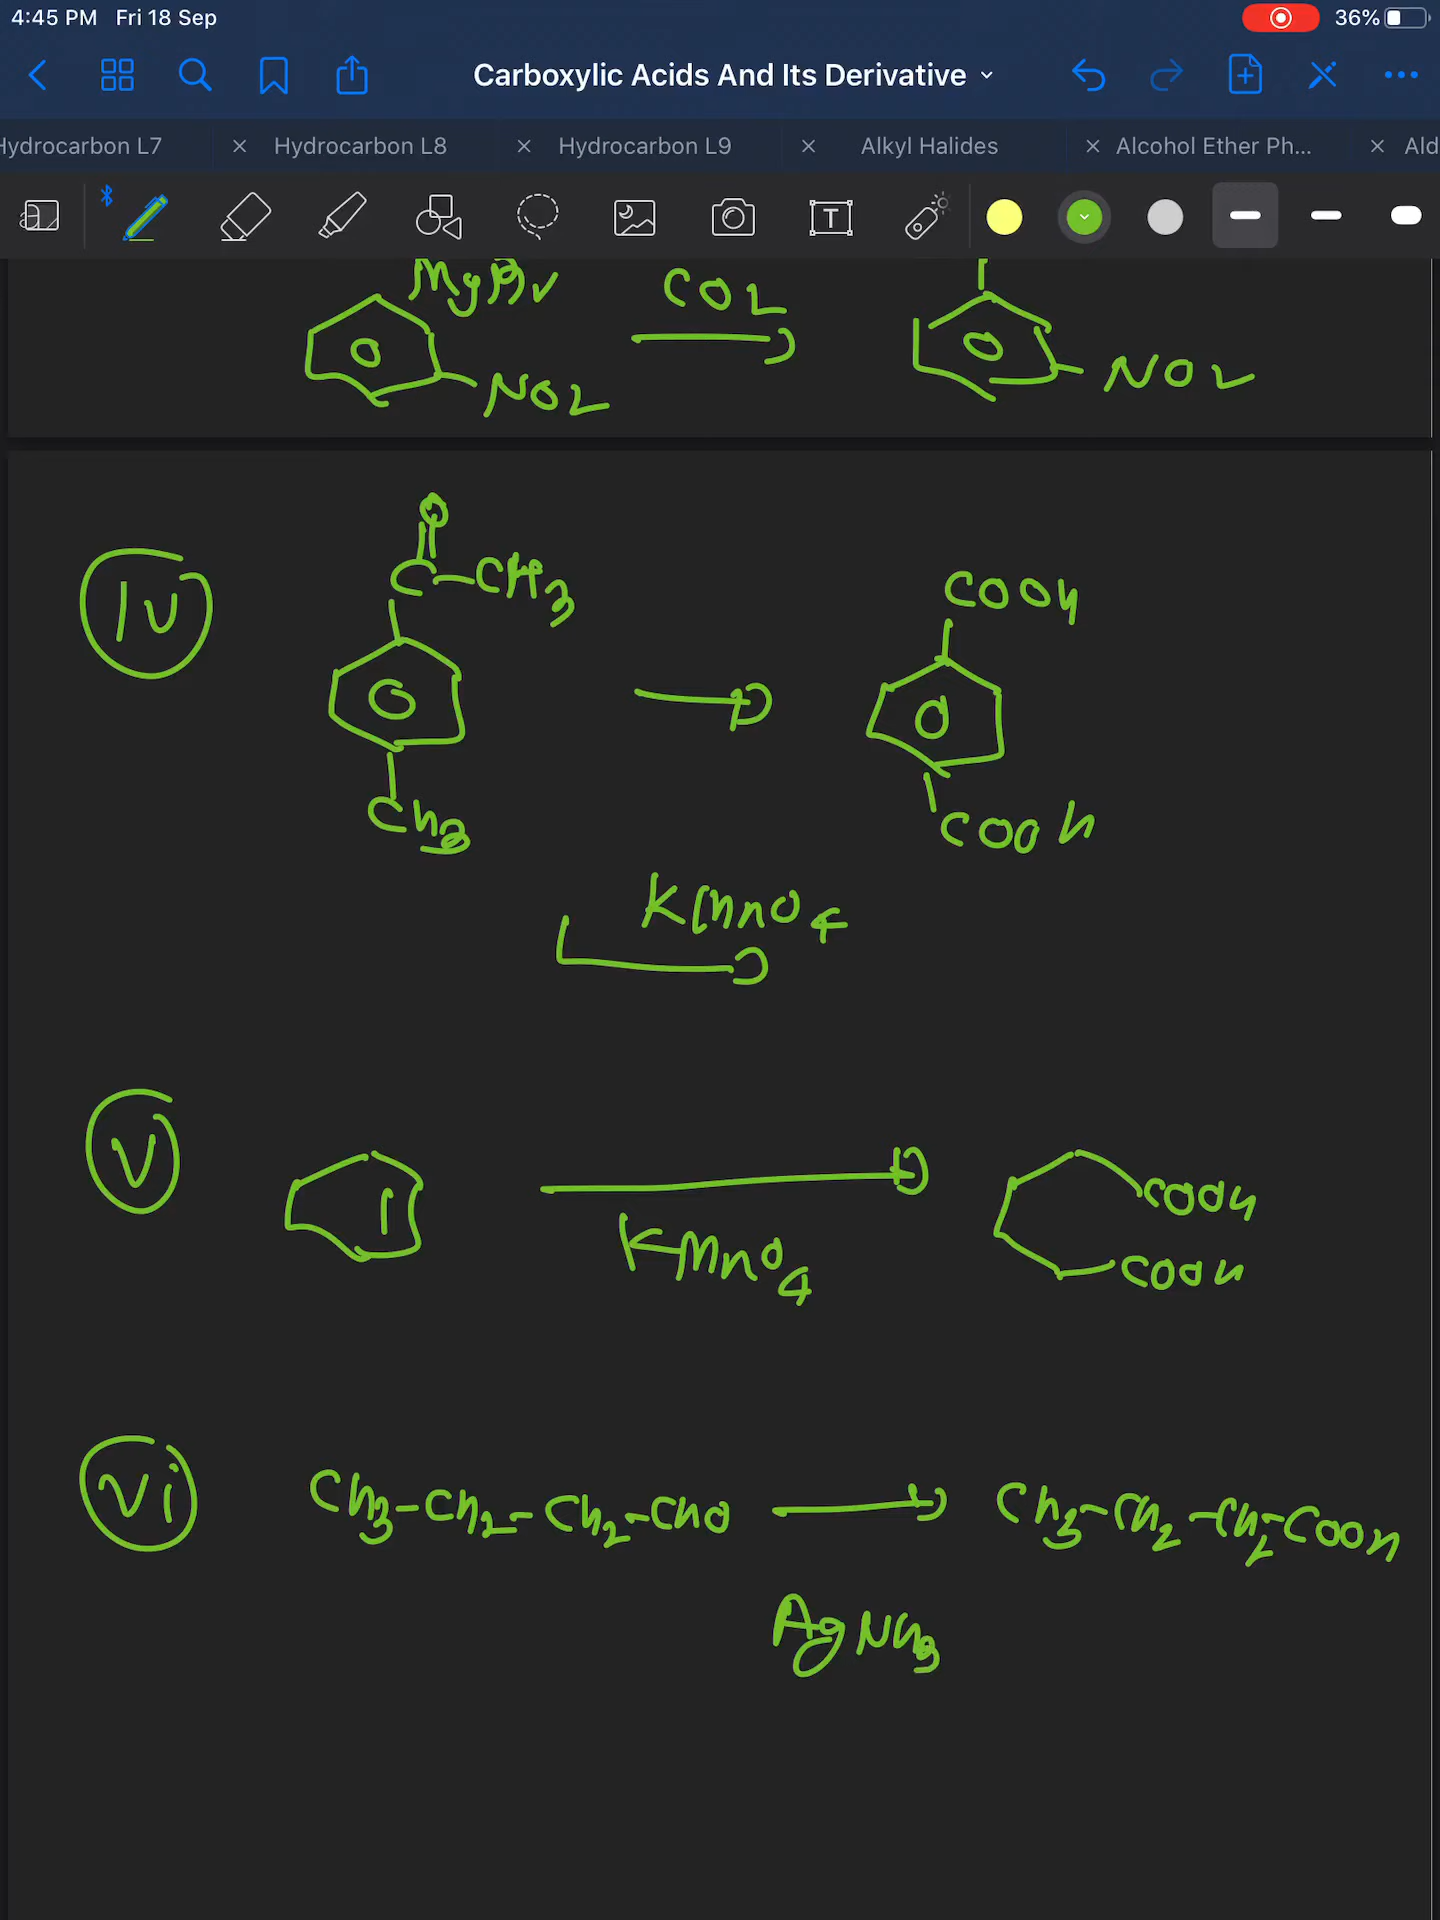 4:45 PM Fri 18 Sep 36%
Carboxylic Acids And Its Derivative
Hydrocarbon L7 × Hydrocarbon L8 × Hydrocarbon L9 × Alkyl Halides × Alcohol Ether Ph... × Ald
a T
MgBr CO2
NO2 NO2
iv
O
C-CH3
COOH
CH3
COOH
KMnO4
v
COOH
KMnO4
COOH
vi CH3-CH2-CH2-CHO CH3-CH2-CH2-COOH
AgNH3